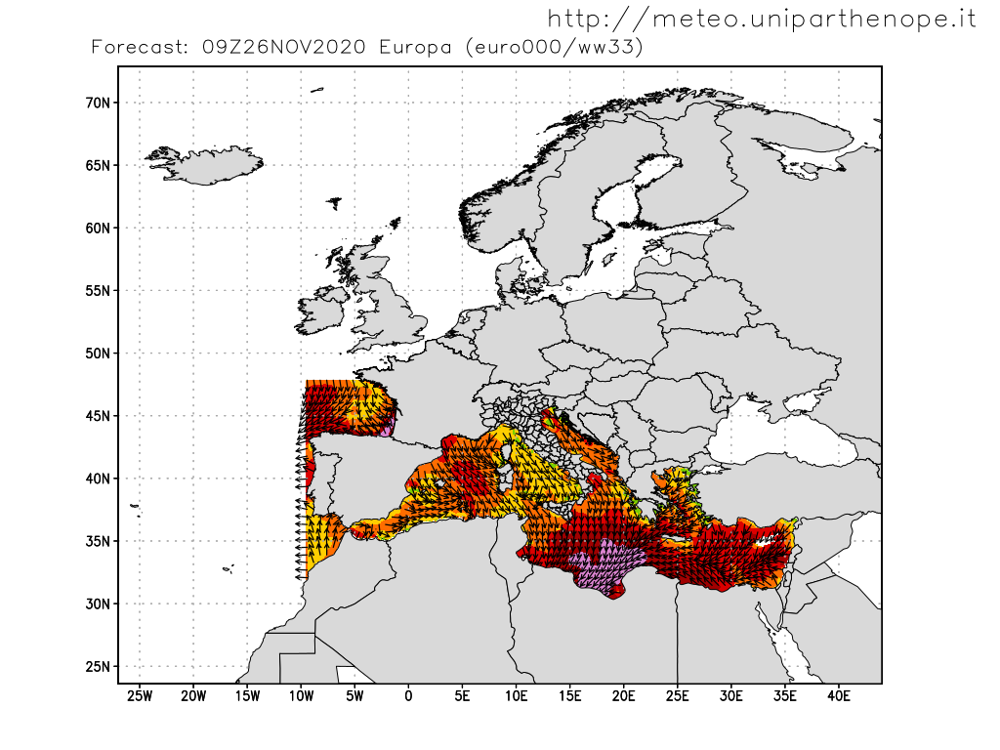 http://meteo.uniparthenope.it
Forecast: 09Z26NOV2020 Europa (euro000/ww33)
70N
65N
60N
55N
50N
45N
40N
35N
30N
25N
25W 20W 15W 10W 5W 0 5E 10E 15E 20E 25E 30E 35E 40E